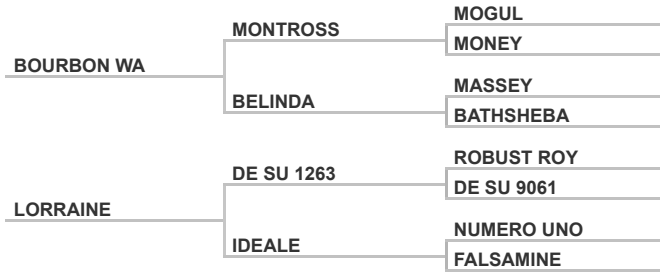 BOURBON WA
MONTROSS
MOGUL
MONEY
BELINDA
MASSEY
BATHSHEBA
LORRAINE
DE SU 1263
ROBUST ROY
DE SU 9061
IDEALE
NUMERO UNO
FALSAMINE